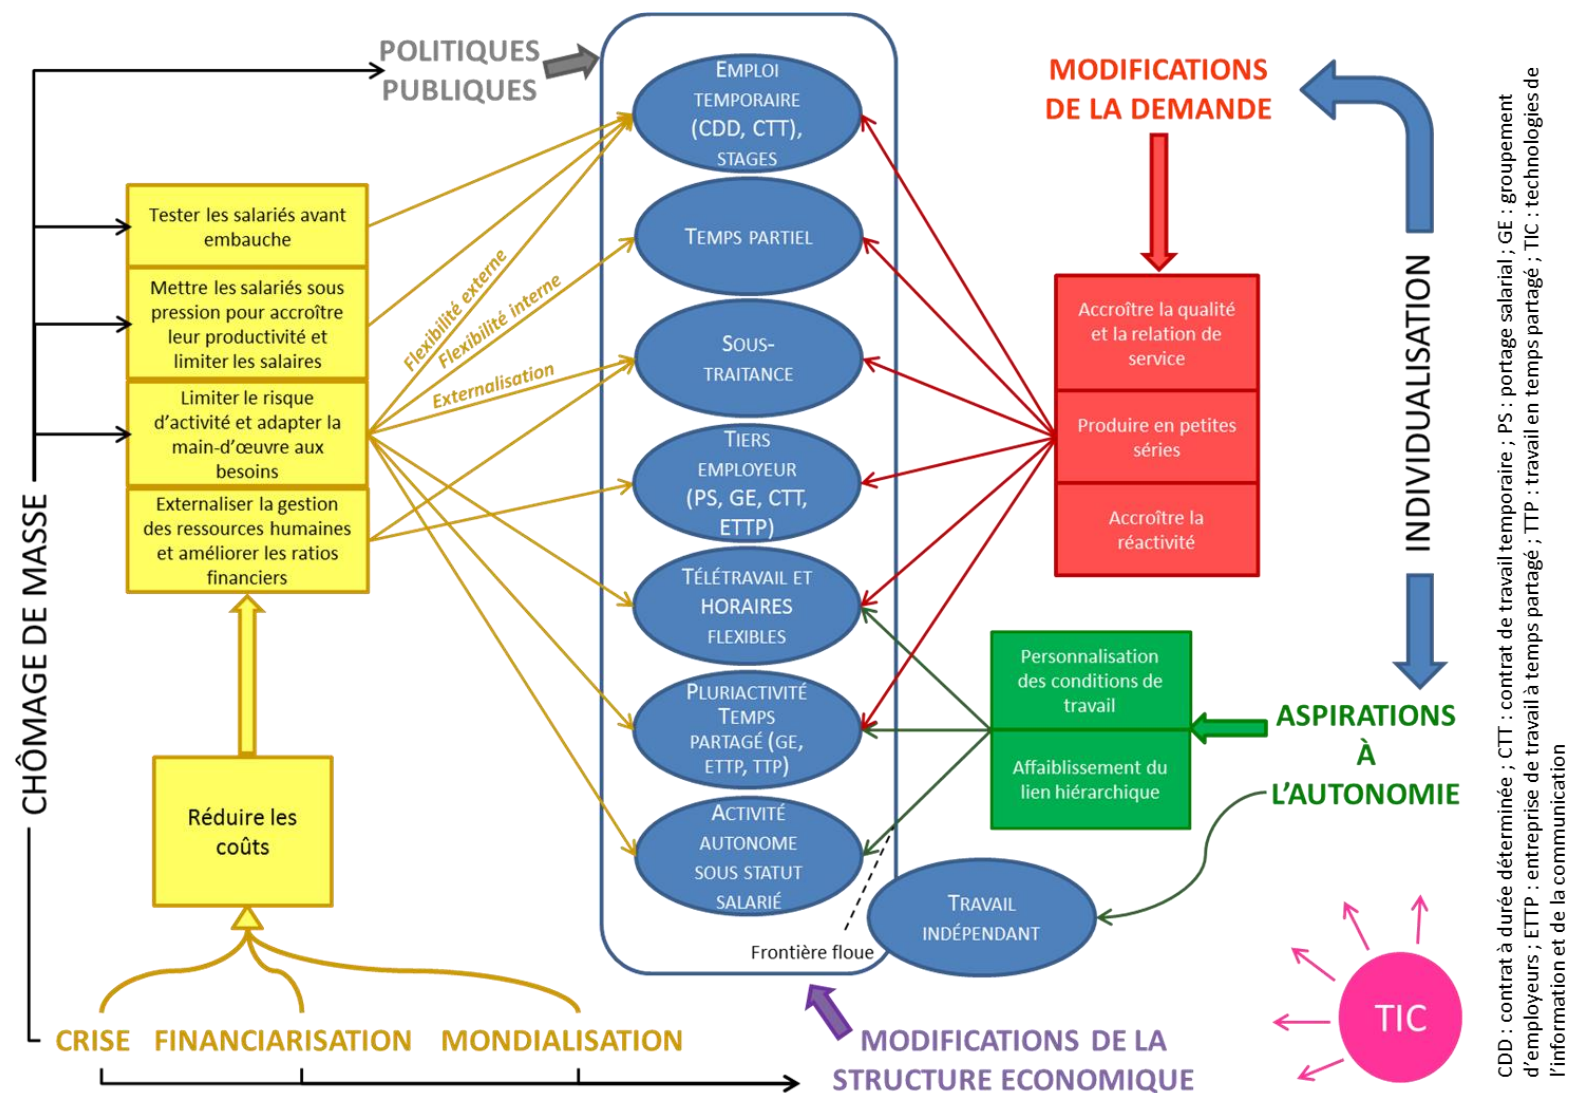 POLITIQUES
PUBLIQUES
EMPLOI
TEMPORAIRE
(CDD, CTT),
STAGES
TEMPS PARTIEL
SOUS-
TRAITANCE
TIERS
EMPLOYEUR
(PS, GE, CTT,
ETTP)
TÉLÉTRAVAIL ET
HORAIRES
FLEXIBLES
PLURIACTIVITÉ
TEMPS
PARTAGÉ (GE,
ETTP, TTP)
ACTIVITÉ
AUTONOME
SOUS STATUT
SALARIÉ
TRAVAIL
INDÉPENDANT
Frontière floue
MODIFICATIONS
DE LA DEMANDE
Accroître la qualité
et la relation de
service
Produire en petites
séries
Accroître la
réactivité
INDIVIDUALISATION
Personnalisation
des conditions de
travail
Affaiblissement du
lien hiérarchique
ASPIRATIONS
À
L'AUTONOMIE
TIC
Tester les salariés avant
embauche
Mettre les salariés sous
pression pour accroître
leur productivité et
limiter les salaires
Limiter le risque
d'activité et adapter la
main-d'œuvre aux
besoins
Externaliser la gestion
des ressources humaines
et améliorer les ratios
financiers
Flexibilité externe
Flexibilité interne
Externalisation
CHÔMAGE DE MASSE
Réduire les
coûts
CRISE FINANCIARISATION MONDIALISATION
MODIFICATIONS DE LA
STRUCTURE ECONOMIQUE
CDD : contrat à durée déterminée ; CTT : contrat de travail temporaire ; PS : portage salarial ; GE : groupement
d'employeurs ; ETTP : entreprise de travail à temps partagé ; TTP : travail en temps partagé ; TIC : technologies de
l'information et de la communication